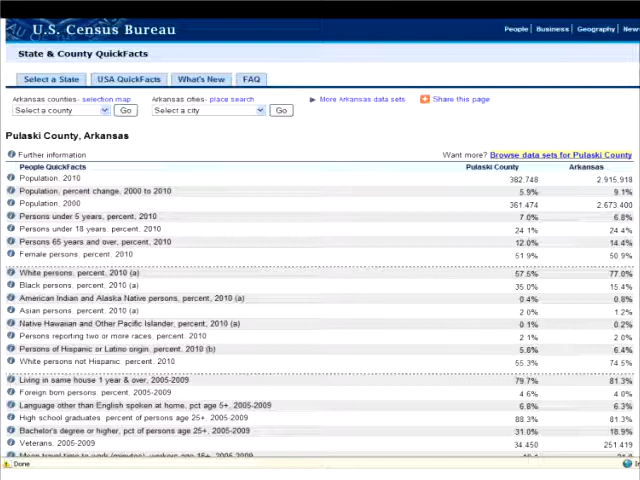 U.S. Census Bureau
People Business Geography New
State & County QuickFacts
Select a State USA QuickFacts What's New FAQ
Arkansas counties- selection map Arkansas cities- place search More Arkansas data sets Share this page
Select a county Go Select a city Go
Pulaski County, Arkansas
Further information Want more? Browse data sets for Pulaski County
People QuickFacts Pulaski County Arkansas
Population, 2010 382,748 2,915,918
Population, percent change, 2000 to 2010 5.9% 9.1%
Population, 2000 361,474 2,673,400
Persons under 5 years, percent, 2010 7.0% 6.8%
Persons under 18 years, percent, 2010 24.1% 24.4%
Persons 65 years and over, percent, 2010 12.0% 14.4%
Female persons, percent, 2010 51.9% 50.9%
White persons, percent, 2010 (a) 57.5% 77.0%
Black persons, percent, 2010 (a) 35.0% 15.4%
American Indian and Alaska Native persons, percent, 2010 (a) 0.4% 0.8%
Asian persons, percent, 2010 (a) 2.0% 1.2%
Native Hawaiian and Other Pacific Islander, percent, 2010 (a) 0.1% 0.2%
Persons reporting two or more races, percent, 2010 2.1% 2.0%
Persons of Hispanic or Latino origin, percent, 2010 (b) 5.8% 6.4%
White persons not Hispanic, percent, 2010 55.3% 74.5%
Living in same house 1 year & over, 2005-2009 79.7% 81.3%
Foreign born persons, percent, 2005-2009 4.6% 4.0%
Language other than English spoken at home, pct age 5+, 2005-2009 6.8% 6.3%
High school graduates, percent of persons age 25+, 2005-2009 88.3% 81.3%
Bachelor's degree or higher, pct of persons age 25+, 2005-2009 31.0% 18.9%
Veterans, 2005-2009 34,450 251,419
Mean travel time to work (minutes), workers age 16+, 2005-2009
Done In